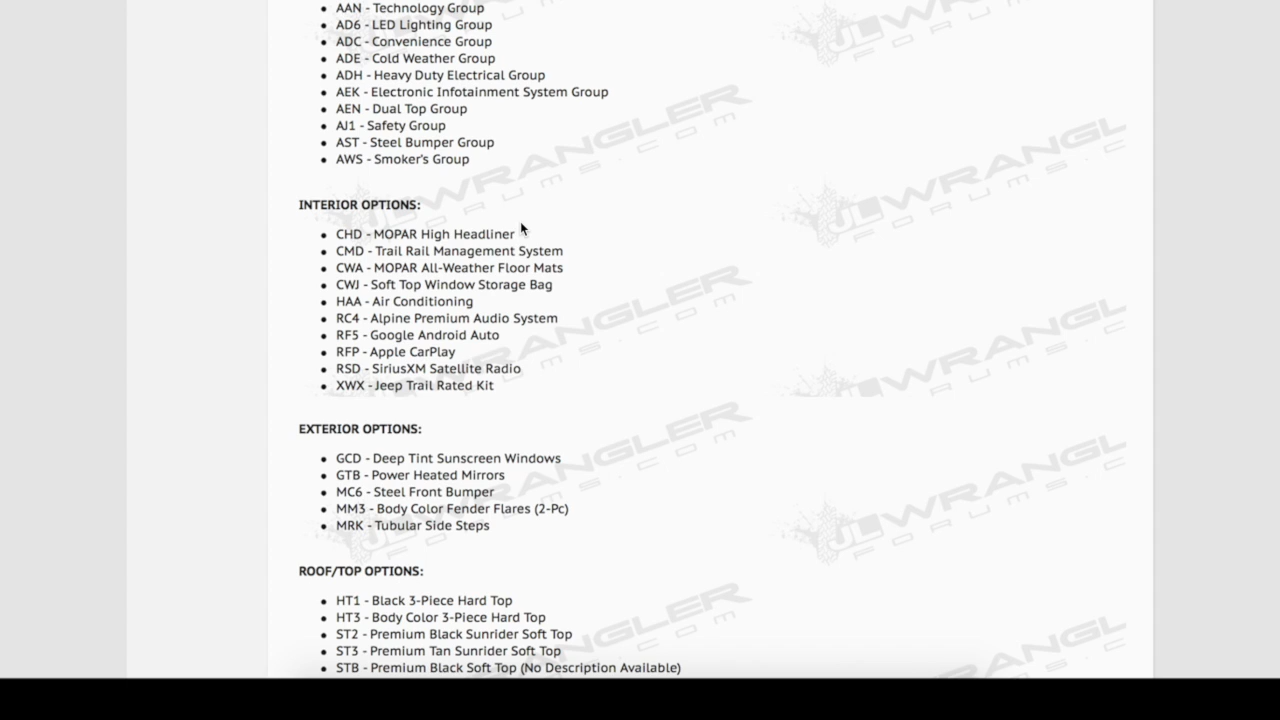 AAN - Technology Group
AD6 - LED Lighting Group
ADC - Convenience Group
ADE - Cold Weather Group
ADH - Heavy Duty Electrical Group
AEK - Electronic Infotainment System Group
AEN - Dual Top Group
AJ1 - Safety Group
AST - Steel Bumper Group
AWS - Smoker's Group
INTERIOR OPTIONS:
CHD - MOPAR High Headliner
CMD - Trail Rail Management System
CWA - MOPAR All-Weather Floor Mats
CWJ - Soft Top Window Storage Bag
HAA - Air Conditioning
RC4 - Alpine Premium Audio System
RF5 - Google Android Auto
RFP - Apple CarPlay
RSD - SiriusXM Satellite Radio
XWX - Jeep Trail Rated Kit
EXTERIOR OPTIONS:
GCD - Deep Tint Sunscreen Windows
GTB - Power Heated Mirrors
MC6 - Steel Front Bumper
MM3 - Body Color Fender Flares (2-Pc)
MRK - Tubular Side Steps
ROOF/TOP OPTIONS:
HT1 - Black 3-Piece Hard Top
HT3 - Body Color 3-Piece Hard Top
ST2 - Premium Black Sunrider Soft Top
ST3 - Premium Tan Sunrider Soft Top
STB - Premium Black Soft Top (No Description Available)